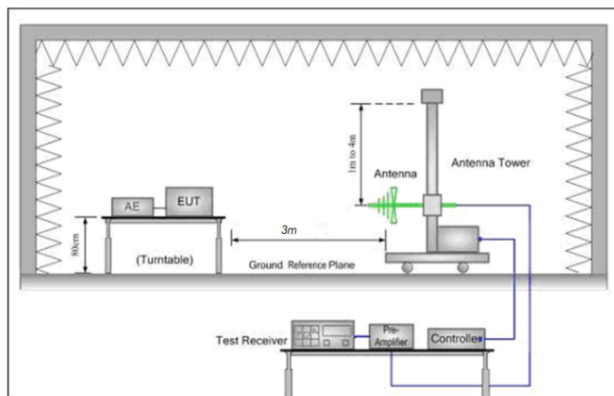 1m to 4m
Antenna
Antenna Tower
AE
EUT
80cm
(Turntable)
3m
Ground Reference Plane
Test Receiver
Pre-
Amplifier
Controller